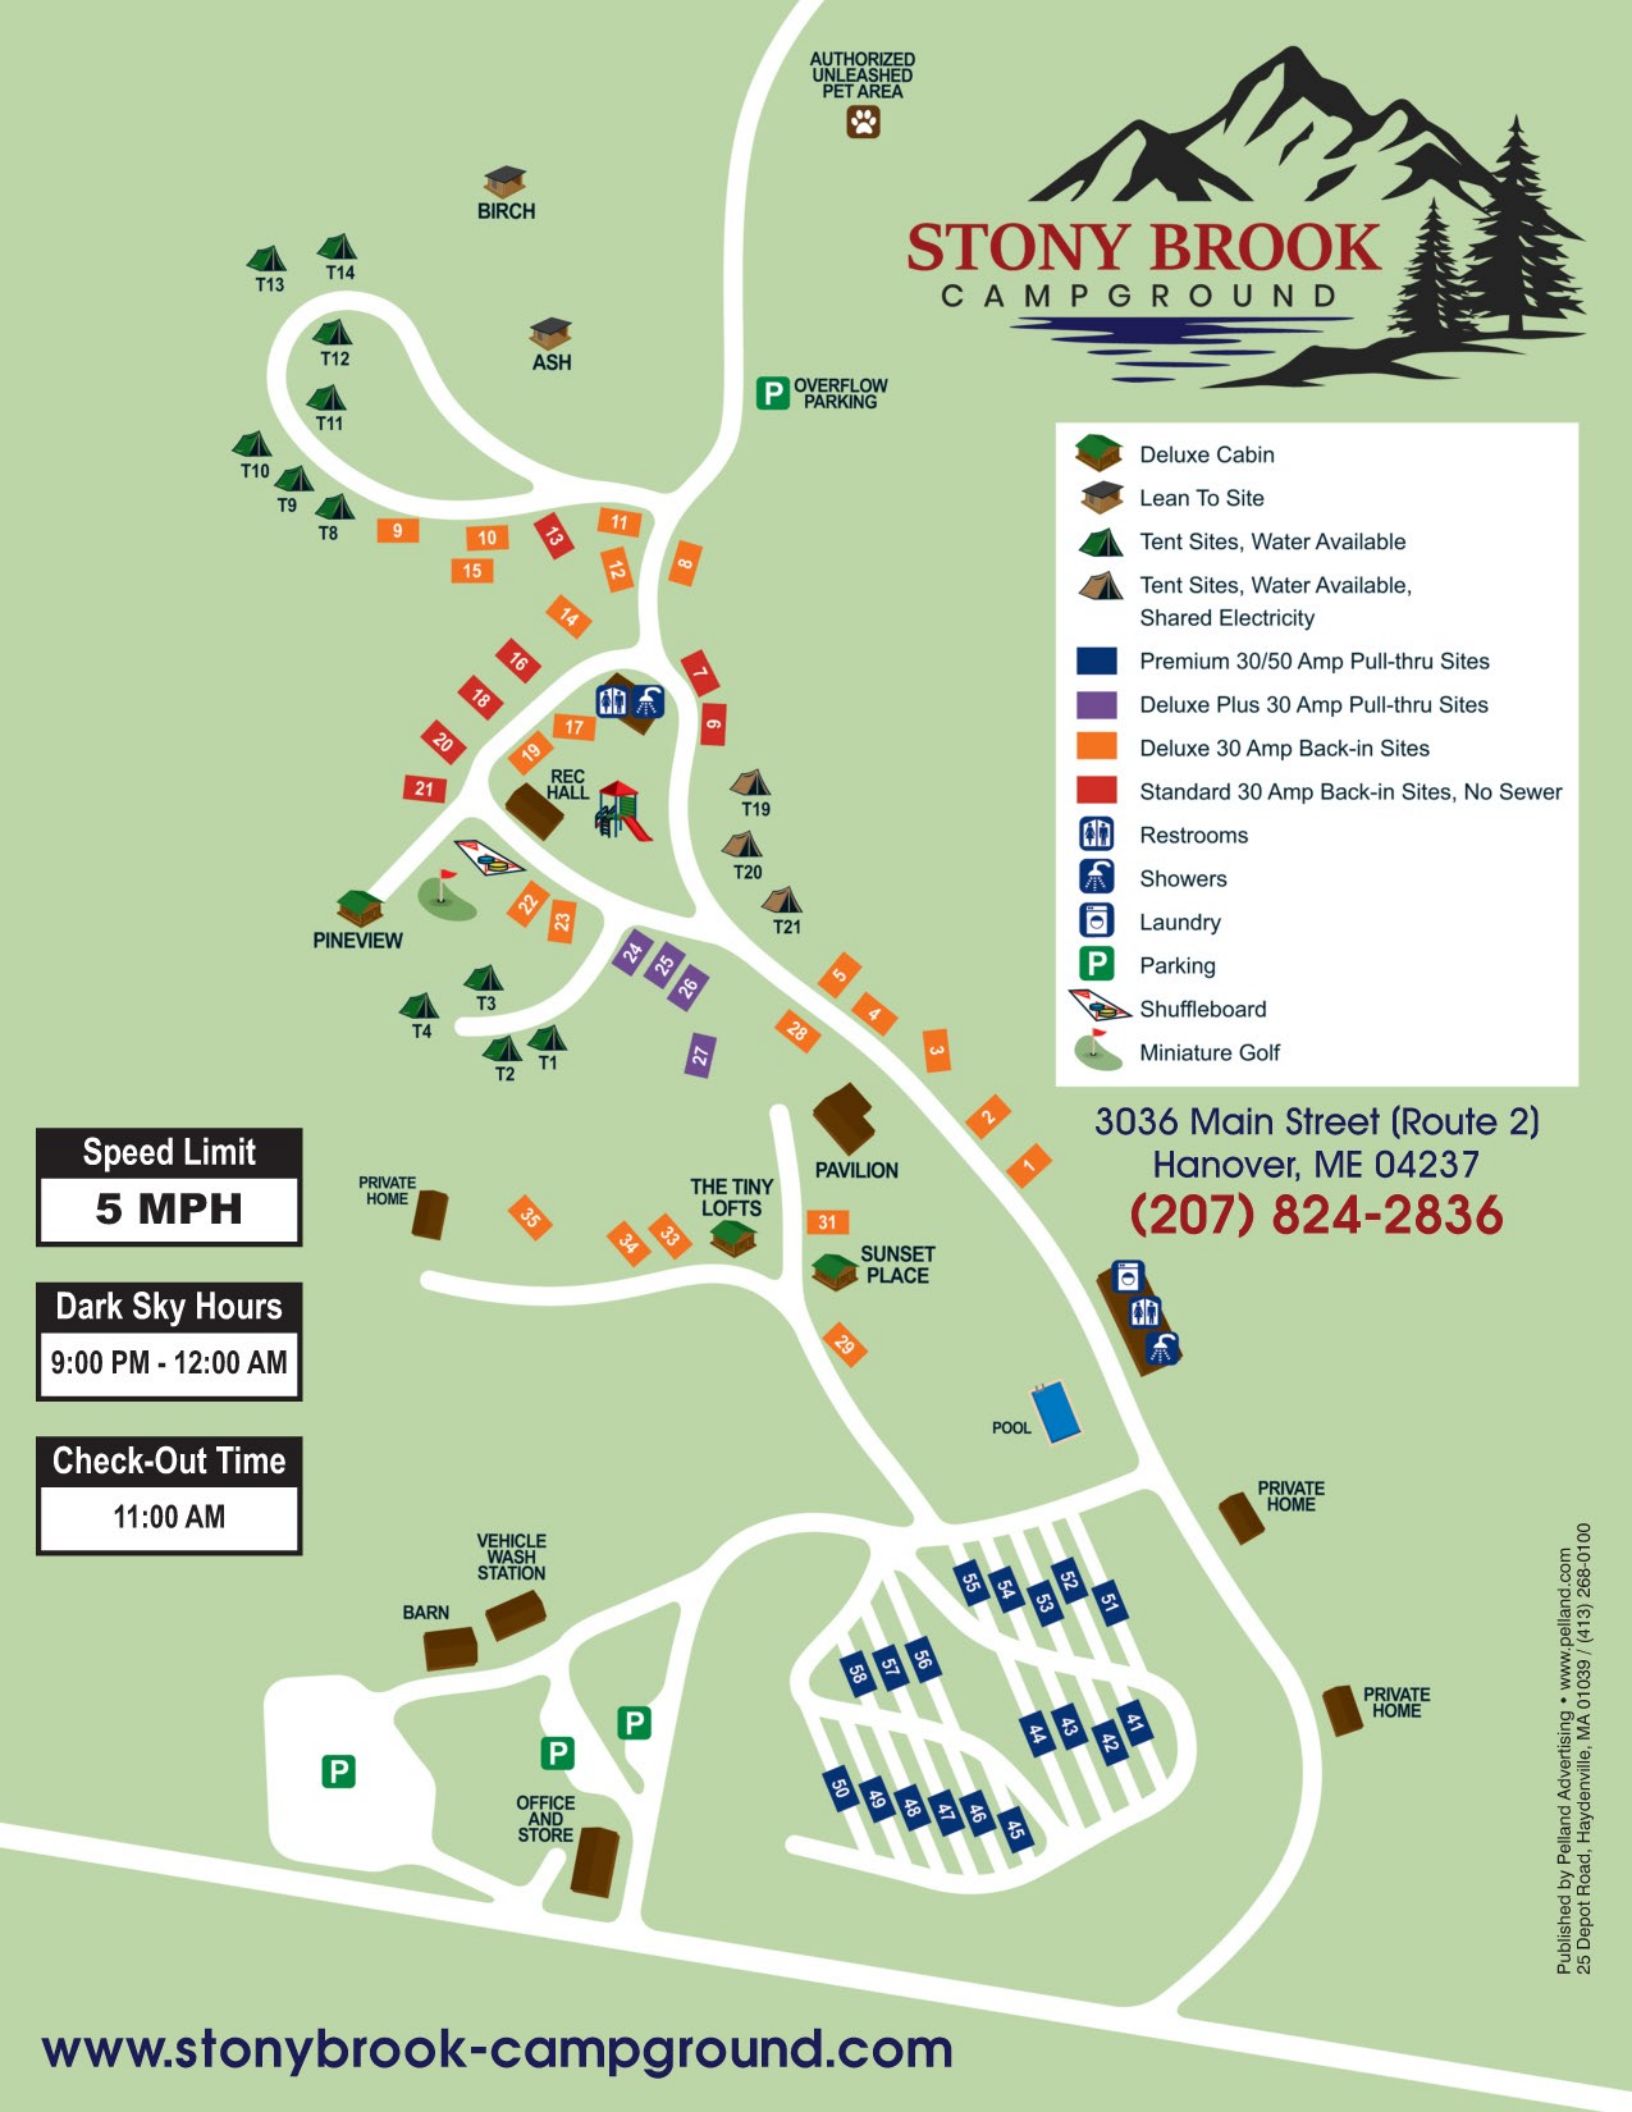 AUTHORIZED
UNLEASHED
PET AREA
STONY BROOK
CAMPGROUND
BIRCH
T13
T14
T12
ASH
T11
P
OVERFLOW
PARKING
T10
T9
T8
9
10
13
11
15
12
8
14
16
7
18
6
17
20
19
21
REC
HALL
T19
T20
T21
22
23
PINEVIEW
24
25
26
T3
T4
T1
T2
27
28
5
4
3
2
1
Deluxe Cabin
Lean To Site
Tent Sites, Water Available
Tent Sites, Water Available,
Shared Electricity
Premium 30/50 Amp Pull-thru Sites
Deluxe Plus 30 Amp Pull-thru Sites
Deluxe 30 Amp Back-in Sites
Standard 30 Amp Back-in Sites, No Sewer
Restrooms
Showers
Laundry
P
Parking
Shuffleboard
Miniature Golf
3036 Main Street (Route 2)
Hanover, ME 04237
(207) 824-2836
Speed Limit
5 MPH
Dark Sky Hours
9:00 PM - 12:00 AM
Check-Out Time
11:00 AM
PAVILION
PRIVATE
HOME
THE TINY
LOFTS
35
34
33
31
SUNSET
PLACE
29
POOL
PRIVATE
HOME
VEHICLE
WASH
STATION
BARN
55
54
53
52
51
58
57
56
44
43
42
41
50
49
48
47
46
45
PRIVATE
HOME
P
P
P
OFFICE
AND
STORE
Published by Pelland Advertising • www.pelland.com
25 Depot Road, Haydenville, MA 01039 / (413) 268-0100
www.stonybrook-campground.com